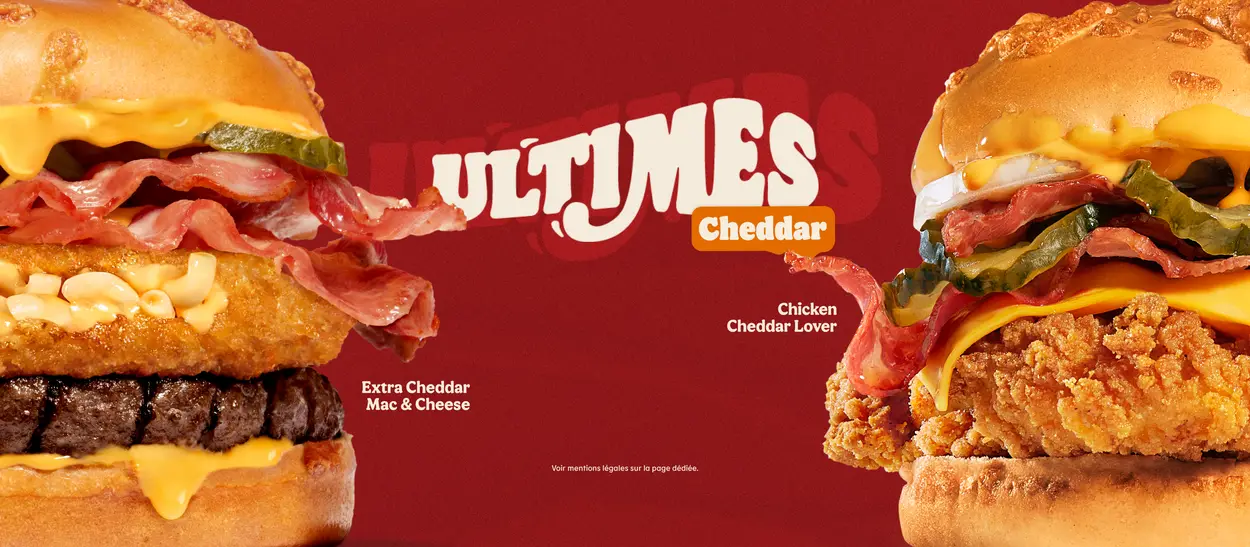 ULTIMES
Cheddar
Chicken
Cheddar Lover
Extra Cheddar
Mac & Cheese
Voir mentions légales sur la page dédiée.